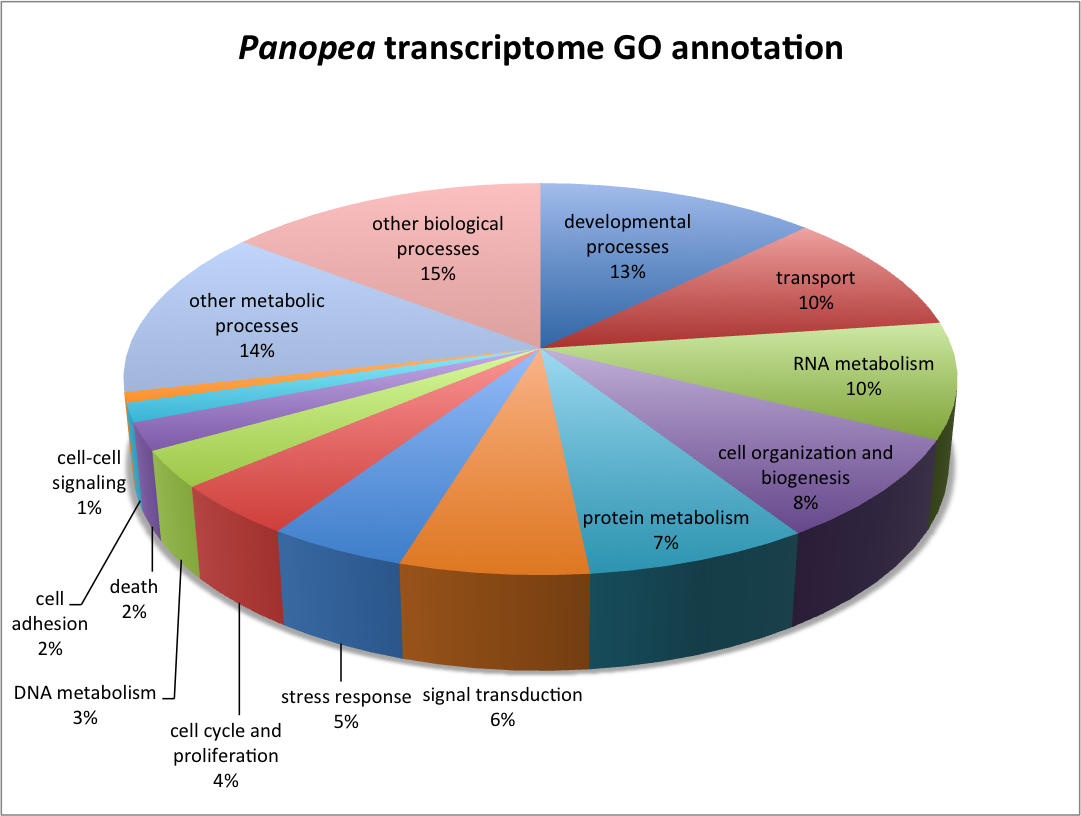 Panopea transcriptome GO annotation
developmental
processes
13%
transport
10%
RNA metabolism
10%
cell organization and
biogenesis
8%
protein metabolism
7%
signal transduction
6%
stress response
5%
cell cycle and
proliferation
4%
DNA metabolism
3%
death
2%
cell
adhesion
2%
cell-cell
signaling
1%
other metabolic
processes
14%
other biological
processes
15%